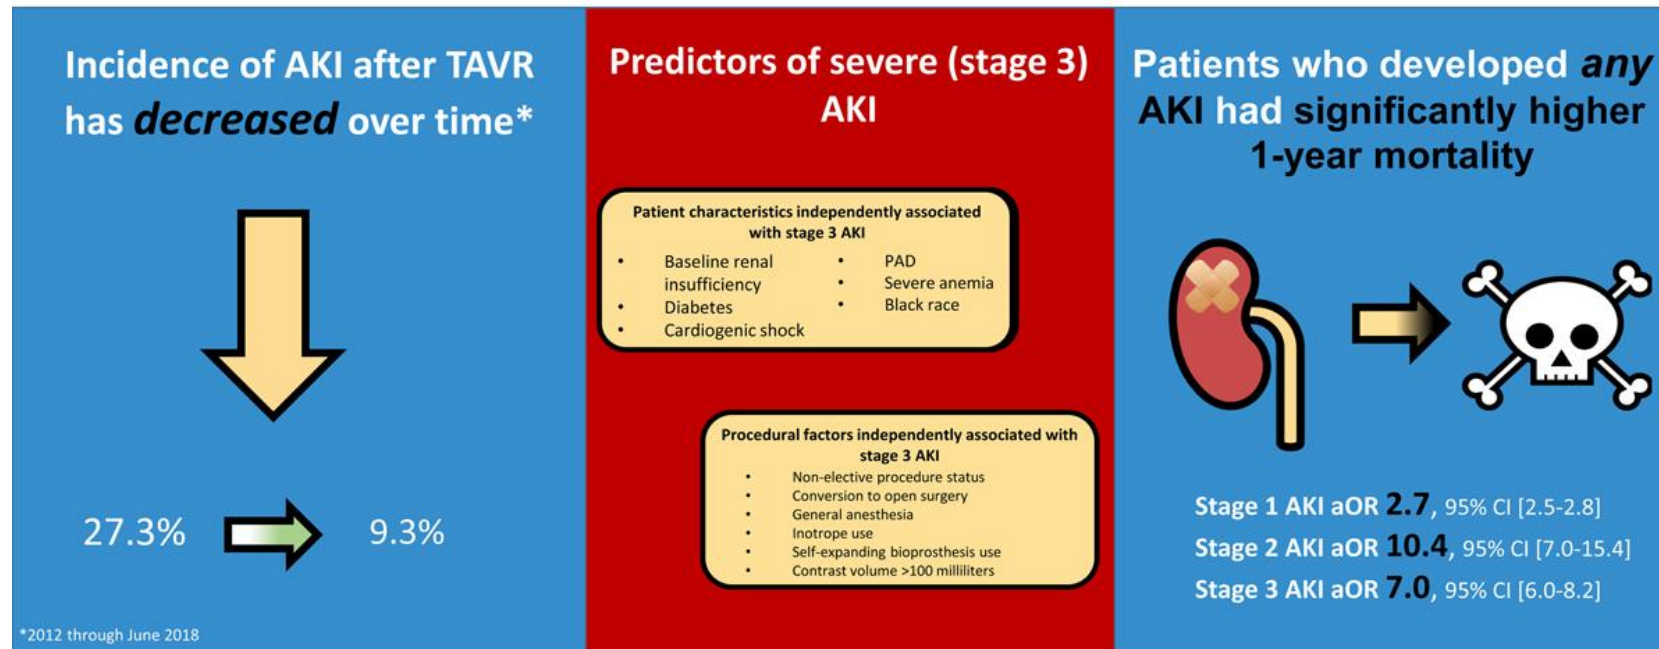 Incidence of AKI after TAVR
has decreased over time*
27.3%
9.3%
*2012 through June 2018
Predictors of severe (stage 3)
AKI
Patient characteristics independently associated
with stage 3 AKI
• Baseline renal
insufficiency
• Diabetes
• Cardiogenic shock
• PAD
• Severe anemia
• Black race
Procedural factors independently associated with
stage 3 AKI
• Non-elective procedure status
• Conversion to open surgery
• General anesthesia
• Inotrope use
• Self-expanding bioprosthesis use
• Contrast volume >100 milliliters
Patients who developed any
AKI had significantly higher
1-year mortality
Stage 1 AKI aOR 2.7, 95% CI [2.5-2.8]
Stage 2 AKI aOR 10.4, 95% CI [7.0-15.4]
Stage 3 AKI aOR 7.0, 95% CI [6.0-8.2]